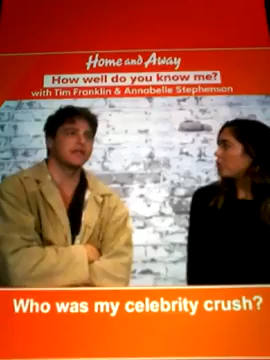 Home and Away
How well do you know me?
with Tim Franklin & Annabelle Stephenson
Who was my celebrity crush?